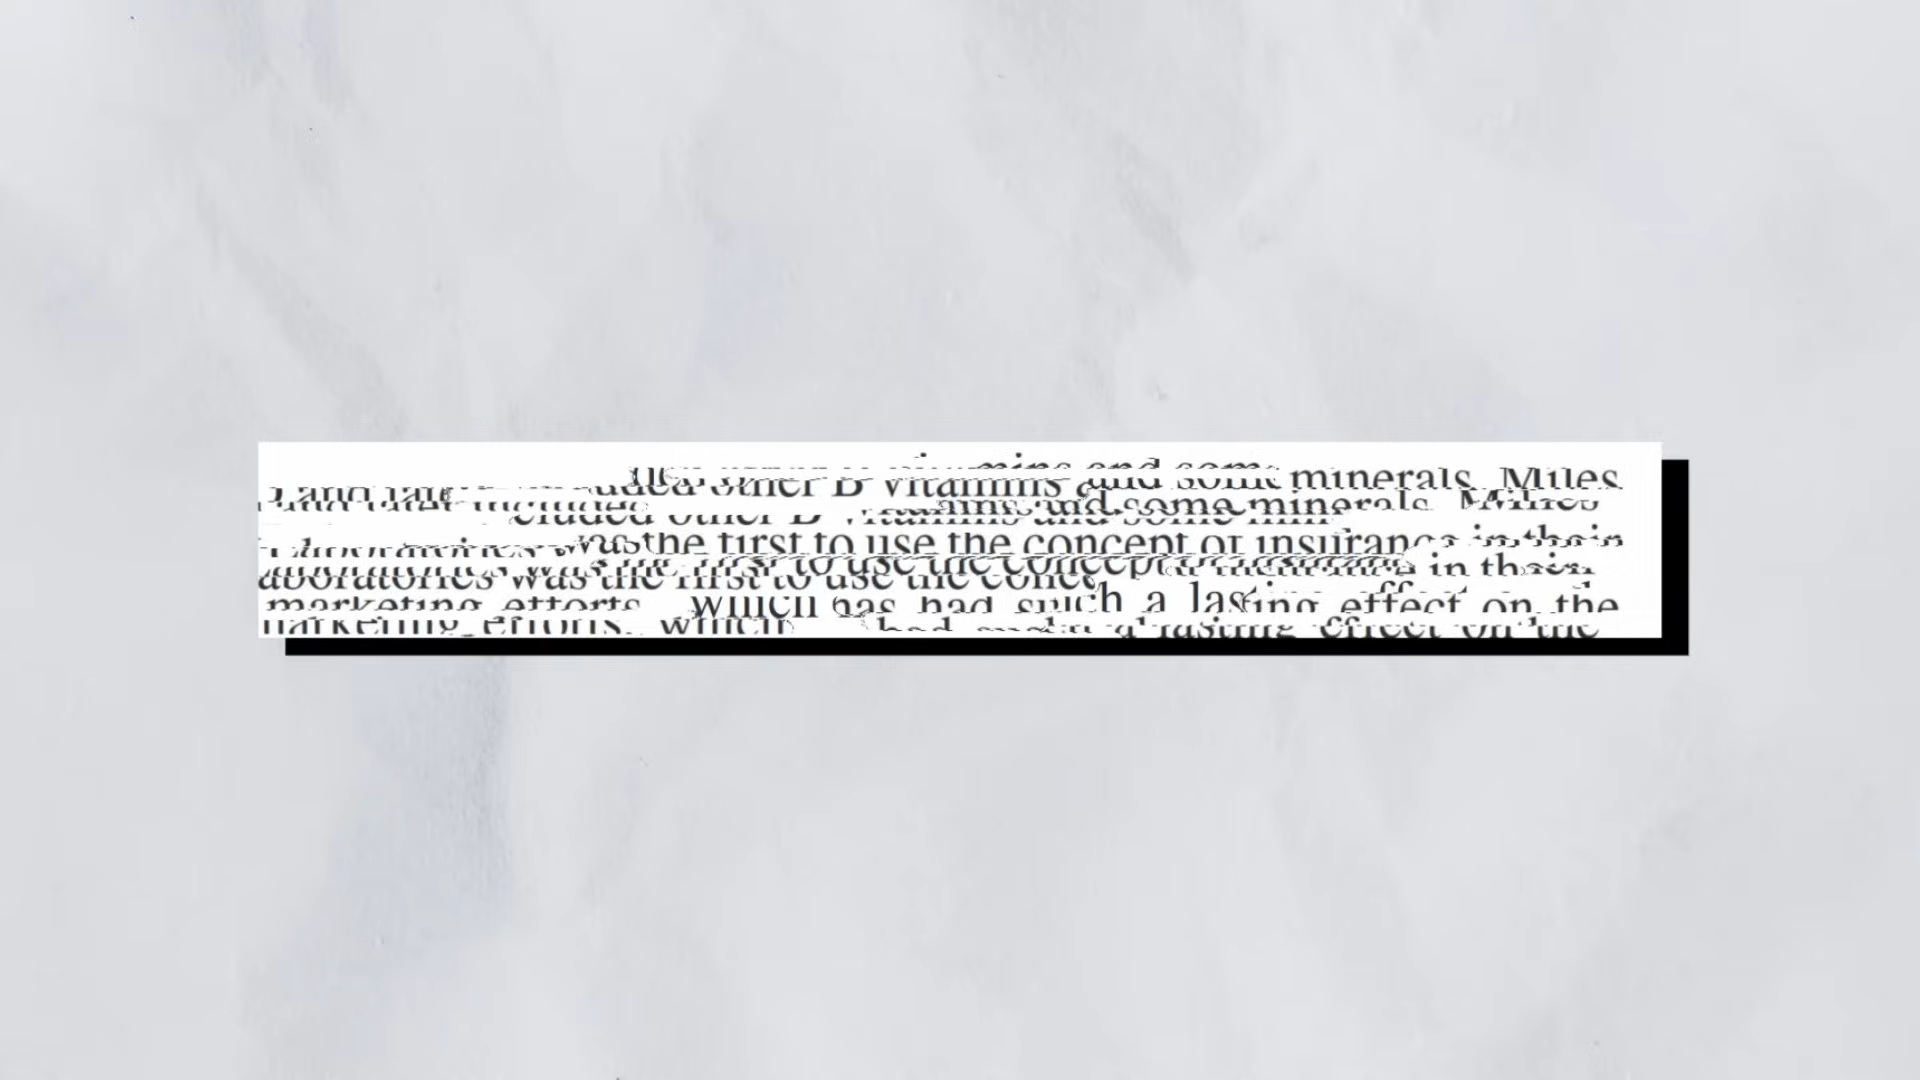 and later included other B vitamins and some minerals. Miles
Laboratories was the first to use the concept of insurance in their
marketing efforts, which has had such a lasting effect on the